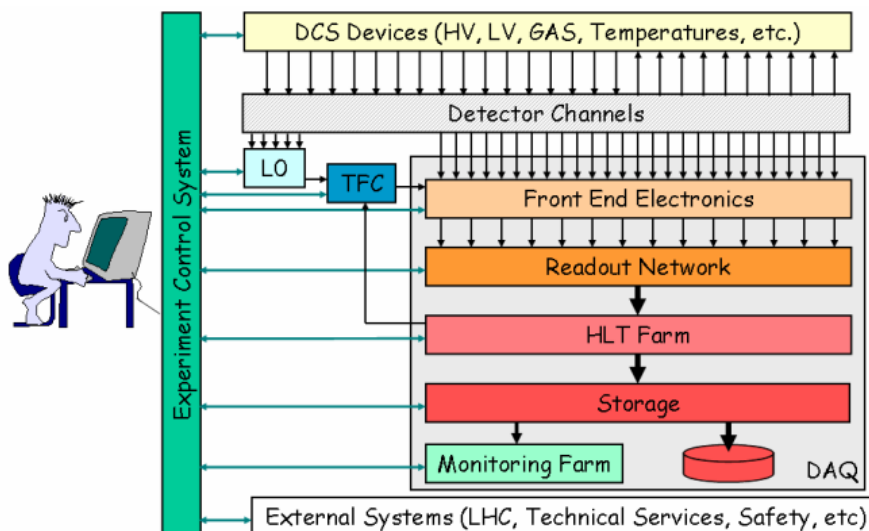 DCS Devices (HV, LV, GAS, Temperatures, etc.)
Detector Channels
L0
TFC
Front End Electronics
Readout Network
HLT Farm
Storage
Monitoring Farm
DAQ
External Systems (LHC, Technical Services, Safety, etc)
Experiment Control System